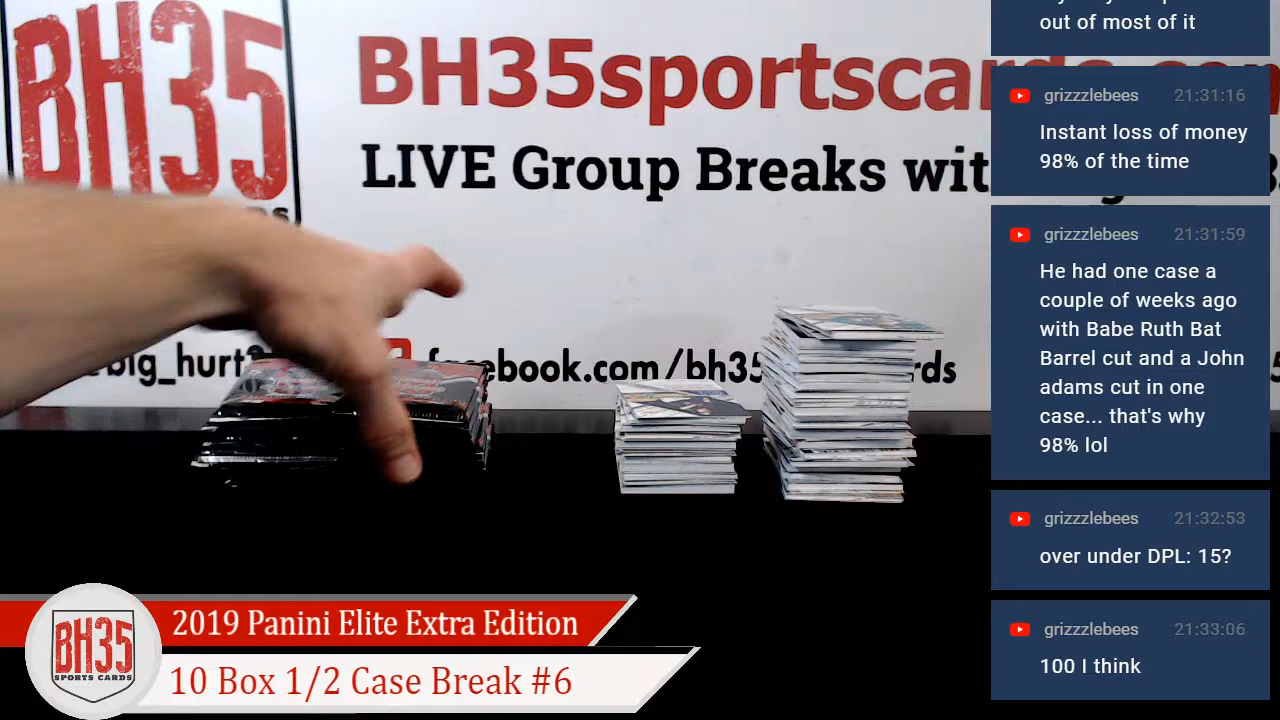 BH35
BH35sportscar
LIVE Group Breaks wit
facebook.com/bh35
rds
out of most of it
grizzzlebees 21:31:16
Instant loss of money
98% of the time
grizzzlebees 21:31:59
He had one case a
couple of weeks ago
with Babe Ruth Bat
Barrel cut and a John
adams cut in one
case... that's why
98% lol
grizzzlebees 21:32:53
over under DPL: 15?
grizzzlebees 21:33:06
100 I think
BH35
SPORTS CARDS
2019 Panini Elite Extra Edition
10 Box 1/2 Case Break #6